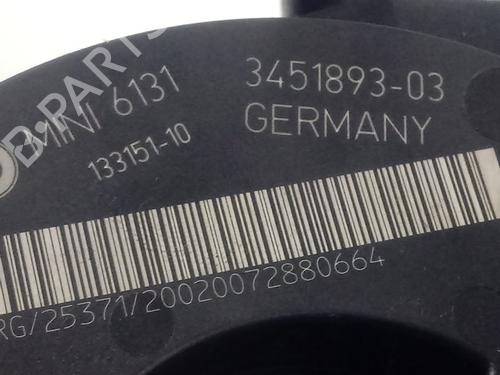 MINI 6131 3451893-03
133151-10 GERMANY
RG/25371/20020072880664
B-PARTS